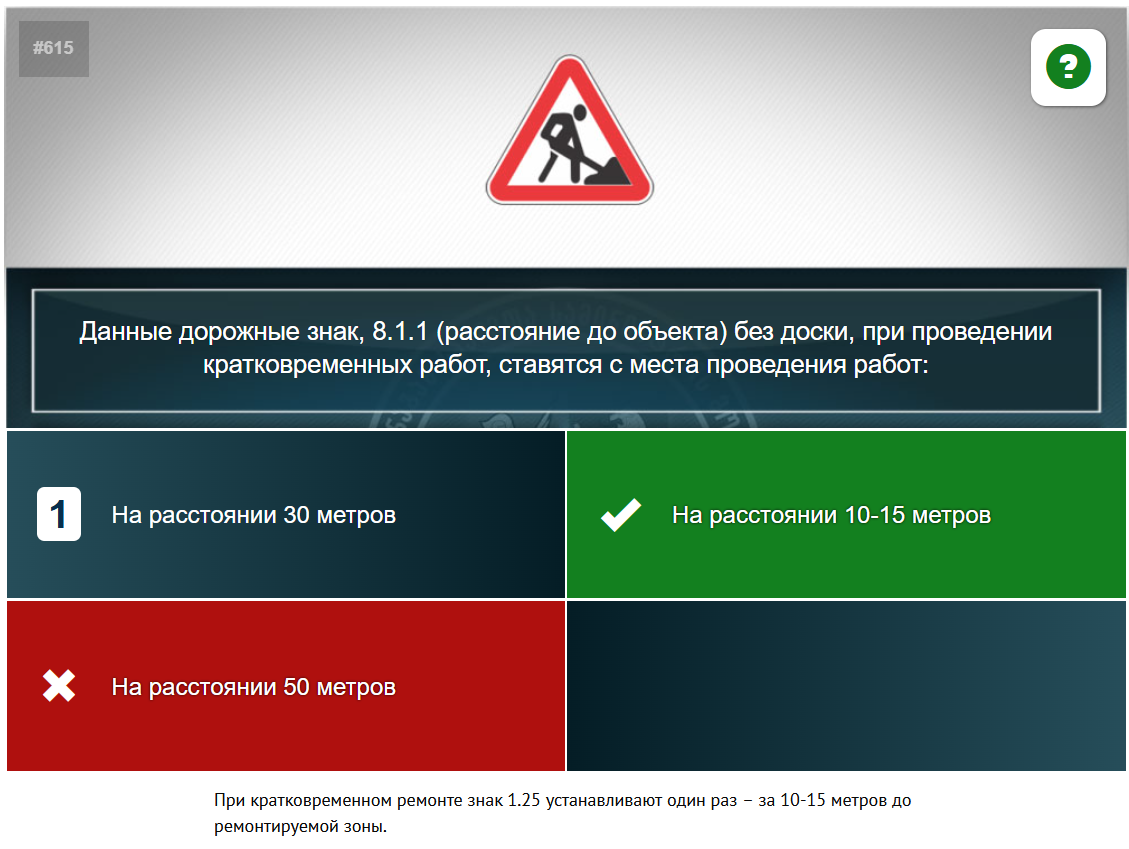 #615
?
Данные дорожные знак, 8.1.1 (расстояние до объекта) без доски, при проведении
кратковременных работ, ставятся с места проведения работ:
1 На расстоянии 30 метров
На расстоянии 10-15 метров
На расстоянии 50 метров
При кратковременном ремонте знак 1.25 устанавливают один раз – за 10-15 метров до
ремонтируемой зоны.